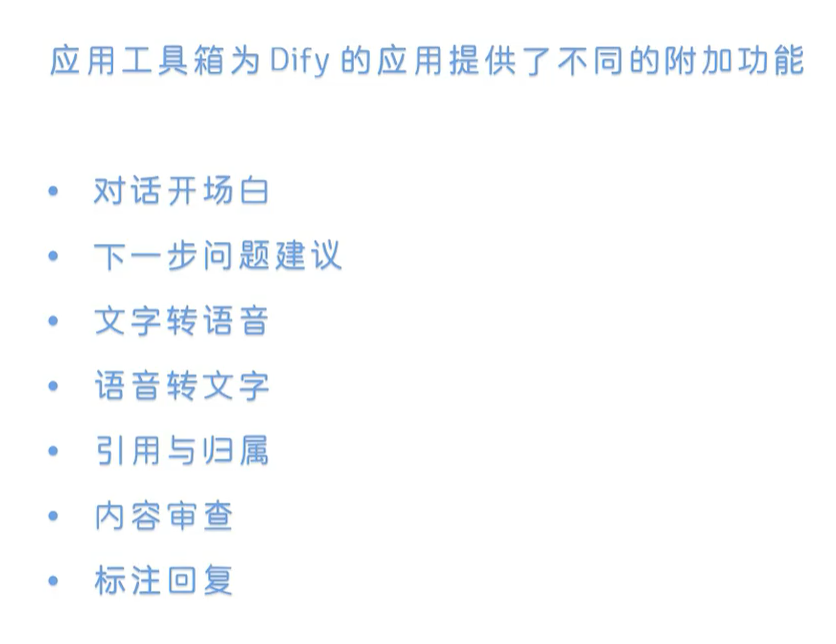 应用工具箱为 Dify 的应用提供了不同的附加功能
• 对话开场白
• 下一步问题建议
• 文字转语音
• 语音转文字
• 引用与归属
• 内容审查
• 标注回复